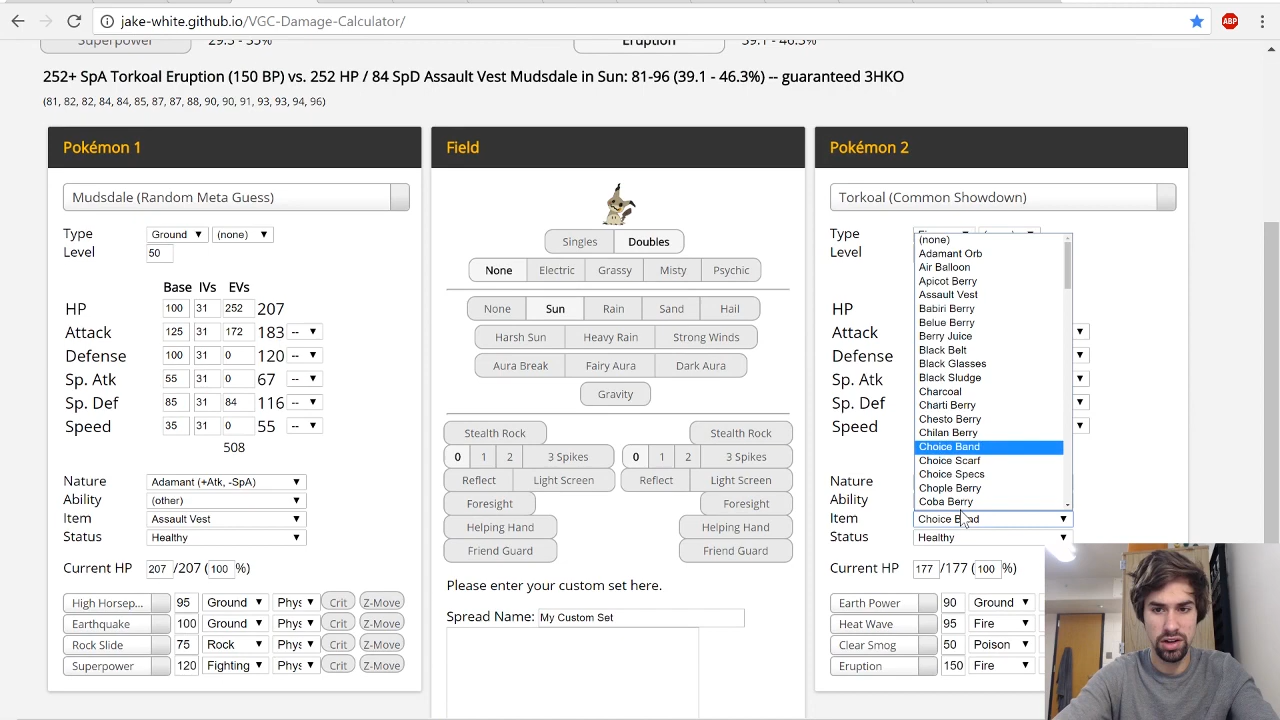 jake-white.github.io/VGC-Damage-Calculator/
ABP
Superpower 29.3 - 35% Eruption 39.1 - 46.3%
252+ SpA Torkoal Eruption (150 BP) vs. 252 HP / 84 SpD Assault Vest Mudsdale in Sun: 81-96 (39.1 - 46.3%) -- guaranteed 3HKO
(81, 82, 82, 84, 84, 85, 87, 87, 88, 90, 90, 91, 93, 93, 94, 96)
Pokémon 1
Mudsdale (Random Meta Guess)
Type Ground (none)
Level 50
Base IVs EVs
HP 100 31 252 207
Attack 125 31 172 183 --
Defense 100 31 0 120 --
Sp. Atk 55 31 0 67 --
Sp. Def 85 31 84 116 --
Speed 35 31 0 55 --
508
Nature Adamant (+Atk, -SpA)
Ability (other)
Item Assault Vest
Status Healthy
Current HP 207 /207 ( 100 %)
High Horsep... 95 Ground Phys Crit Z-Move
Earthquake 100 Ground Phys Crit Z-Move
Rock Slide 75 Rock Phys Crit Z-Move
Superpower 120 Fighting Phys Crit Z-Move
Field
Singles Doubles
None Electric Grassy Misty Psychic
None Sun Rain Sand Hail
Harsh Sun Heavy Rain Strong Winds
Aura Break Fairy Aura Dark Aura
Gravity
Stealth Rock Stealth Rock
0 1 2 3 Spikes 0 1 2 3 Spikes
Reflect Light Screen Reflect Light Screen
Foresight Foresight
Helping Hand Helping Hand
Friend Guard Friend Guard
Please enter your custom set here.
Spread Name: My Custom Set
Pokémon 2
Torkoal (Common Showdown)
Type
Level
HP
Attack
Defense
Sp. Atk
Sp. Def
Speed
Nature
Ability
(none)
Adamant Orb
Air Balloon
Apicot Berry
Assault Vest
Babiri Berry
Belue Berry
Berry Juice
Black Belt
Black Glasses
Black Sludge
Charcoal
Charti Berry
Chesto Berry
Chilan Berry
Choice Band
Choice Scarf
Choice Specs
Chople Berry
Coba Berry
Item Choice Band
Status Healthy
Current HP 177 /177 ( 100 %)
Earth Power 90 Ground
Heat Wave 95 Fire
Clear Smog 50 Poison
Eruption 150 Fire